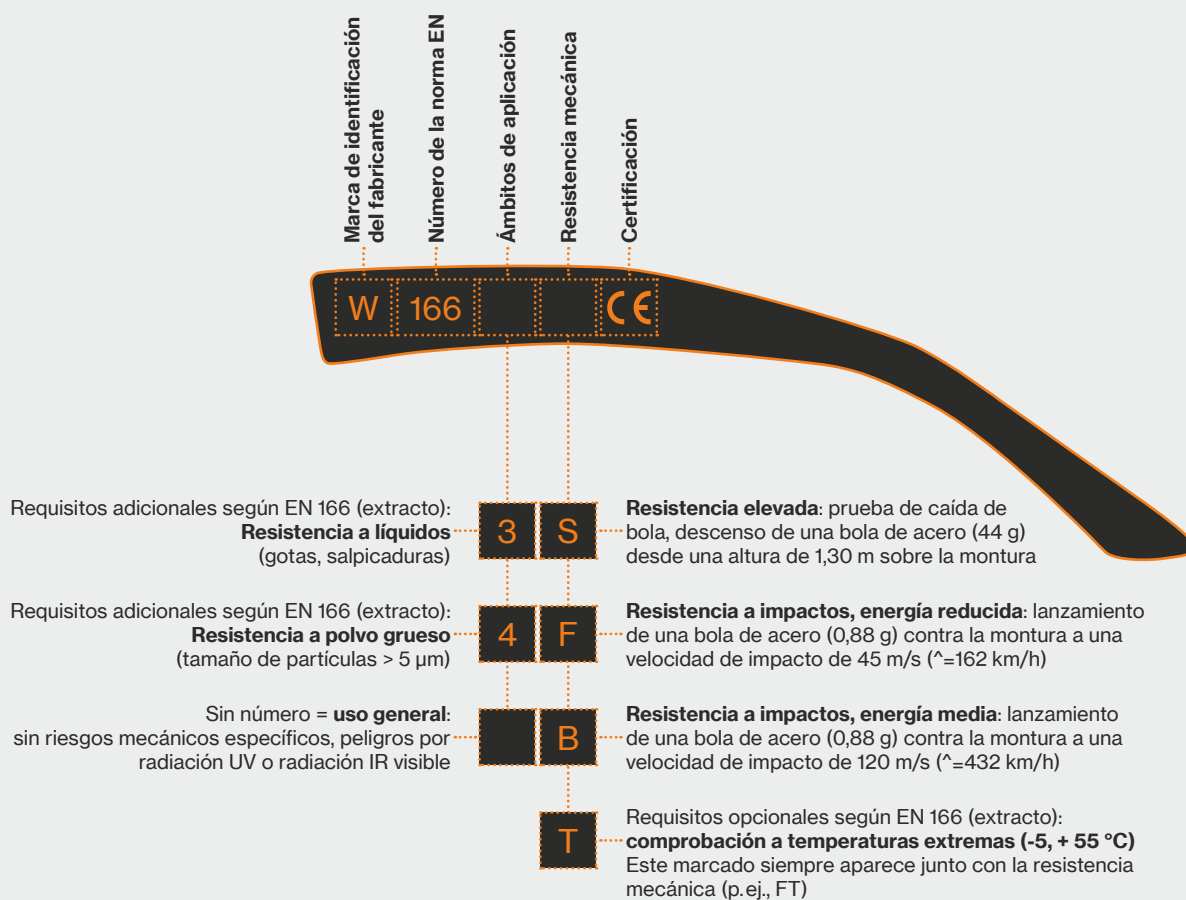 Marca de identificación
del fabricante
Número de la norma EN
Ámbitos de aplicación
Resistencia mecánica
Certificación
W
166
CE
Requisitos adicionales según EN 166 (extracto):
Resistencia a líquidos
(gotas, salpicaduras)
3
S
Resistencia elevada: prueba de caída de
bola, descenso de una bola de acero (44 g)
desde una altura de 1,30 m sobre la montura
Requisitos adicionales según EN 166 (extracto):
Resistencia a polvo grueso
(tamaño de partículas > 5 µm)
4
F
Resistencia a impactos, energía reducida: lanzamiento
de una bola de acero (0,88 g) contra la montura a una
velocidad de impacto de 45 m/s (^=162 km/h)
Sin número = uso general:
sin riesgos mecánicos específicos, peligros por
radiación UV o radiación IR visible
B
Resistencia a impactos, energía media: lanzamiento
de una bola de acero (0,88 g) contra la montura a una
velocidad de impacto de 120 m/s (^=432 km/h)
T
Requisitos opcionales según EN 166 (extracto):
comprobación a temperaturas extremas (-5, + 55 °C)
Este marcado siempre aparece junto con la resistencia
mecánica (p. ej., FT)